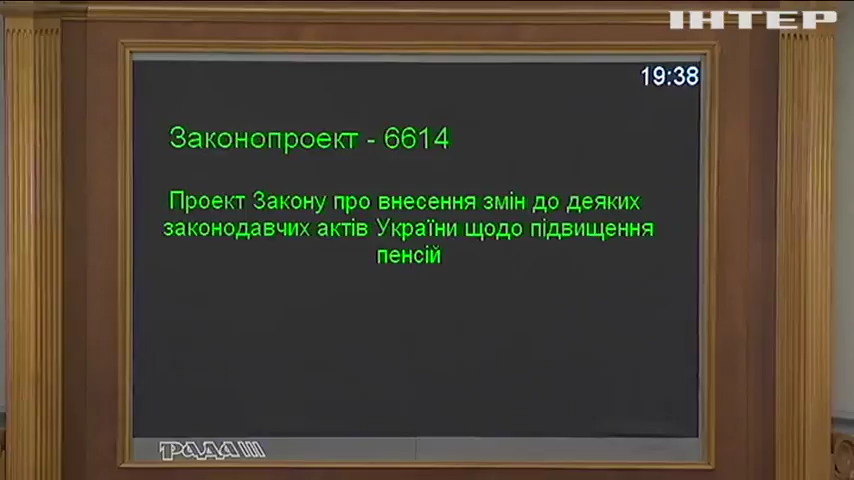 ІНТЕР
19:38
Законопроект - 6614
Проект Закону про внесення змін до деяких
законодавчих актів України щодо підвищення
пенсій
РАДА III